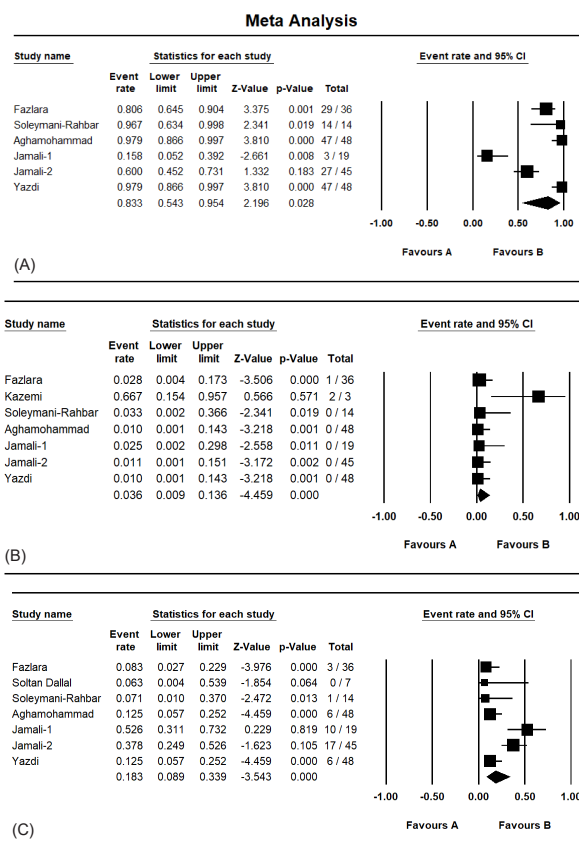 Meta Analysis
Study name Statistics for each study Event rate and 95% CI
Event Lower Upper
rate limit limit Z-Value p-Value Total
Fazlara 0.806 0.645 0.904 3.375 0.001 29 / 36
Soleymani-Rahbar 0.967 0.634 0.998 2.341 0.019 14 / 14
Aghamohammad 0.979 0.866 0.997 3.810 0.000 47 / 48
Jamali-1 0.158 0.052 0.392 -2.661 0.008 3 / 19
Jamali-2 0.600 0.452 0.731 1.332 0.183 27 / 45
Yazdi 0.979 0.866 0.997 3.810 0.000 47 / 48
0.833 0.543 0.954 2.196 0.028
-1.00 -0.50 0.00 0.50 1.00
Favours A Favours B
(A)
Study name Statistics for each study Event rate and 95% CI
Event Lower Upper
rate limit limit Z-Value p-Value Total
Fazlara 0.028 0.004 0.173 -3.506 0.000 1 / 36
Kazemi 0.667 0.154 0.957 0.566 0.571 2 / 3
Soleymani-Rahbar 0.033 0.002 0.366 -2.341 0.019 0 / 14
Aghamohammad 0.010 0.001 0.143 -3.218 0.001 0 / 48
Jamali-1 0.025 0.002 0.298 -2.558 0.011 0 / 19
Jamali-2 0.011 0.001 0.151 -3.172 0.002 0 / 45
Yazdi 0.010 0.001 0.143 -3.218 0.001 0 / 48
0.036 0.009 0.136 -4.459 0.000
-1.00 -0.50 0.00 0.50 1.00
Favours A Favours B
(B)
Study name Statistics for each study Event rate and 95% CI
Event Lower Upper
rate limit limit Z-Value p-Value Total
Fazlara 0.083 0.027 0.229 -3.976 0.000 3 / 36
Soltan Dallal 0.063 0.004 0.539 -1.854 0.064 0 / 7
Soleymani-Rahbar 0.071 0.010 0.370 -2.472 0.013 1 / 14
Aghamohammad 0.125 0.057 0.252 -4.459 0.000 6 / 48
Jamali-1 0.526 0.311 0.732 0.229 0.819 10 / 19
Jamali-2 0.378 0.249 0.526 -1.623 0.105 17 / 45
Yazdi 0.125 0.057 0.252 -4.459 0.000 6 / 48
0.183 0.089 0.339 -3.543 0.000
-1.00 -0.50 0.00 0.50 1.00
Favours A Favours B
(C)